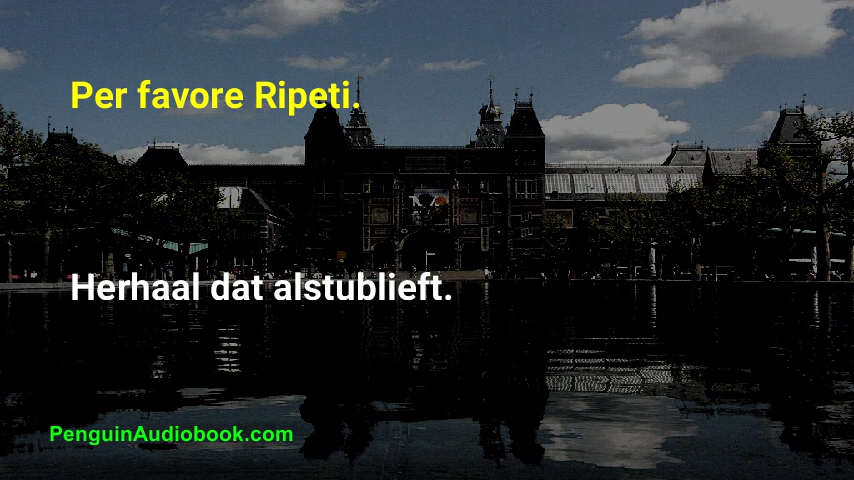 Per favore Ripeti.
Herhaal dat alstublieft.
PenguinAudiobook.com